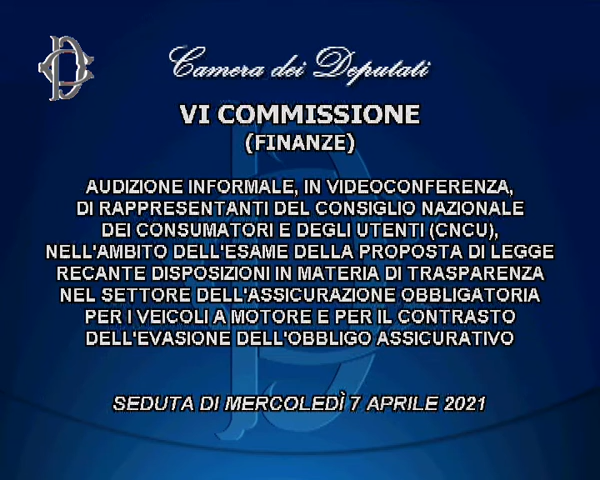 Camera dei Deputati
VI COMMISSIONE
(FINANZE)
AUDIZIONE INFORMALE, IN VIDEOCONFERENZA,
DI RAPPRESENTANTI DEL CONSIGLIO NAZIONALE
DEI CONSUMATORI E DEGLI UTENTI (CNCU),
NELL'AMBITO DELL'ESAME DELLA PROPOSTA DI LEGGE
RECANTE DISPOSIZIONI IN MATERIA DI TRASPARENZA
NEL SETTORE DELL'ASSICURAZIONE OBBLIGATORIA
PER I VEICOLI A MOTORE E PER IL CONTRASTO
DELL'EVASIONE DELL'OBBLIGO ASSICURATIVO
SEDUTA DI MERCOLEDÌ 7 APRILE 2021